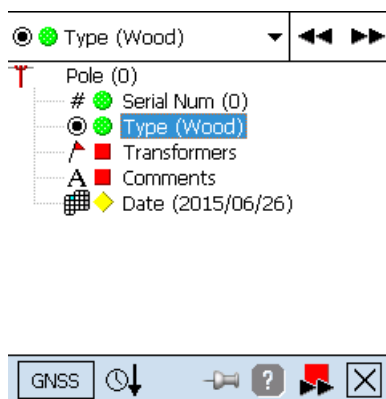 Type (Wood)
Pole (0)
# Serial Num (0)
Type (Wood)
Transformers
A Comments
Date (2015/06/26)
GNSS ?